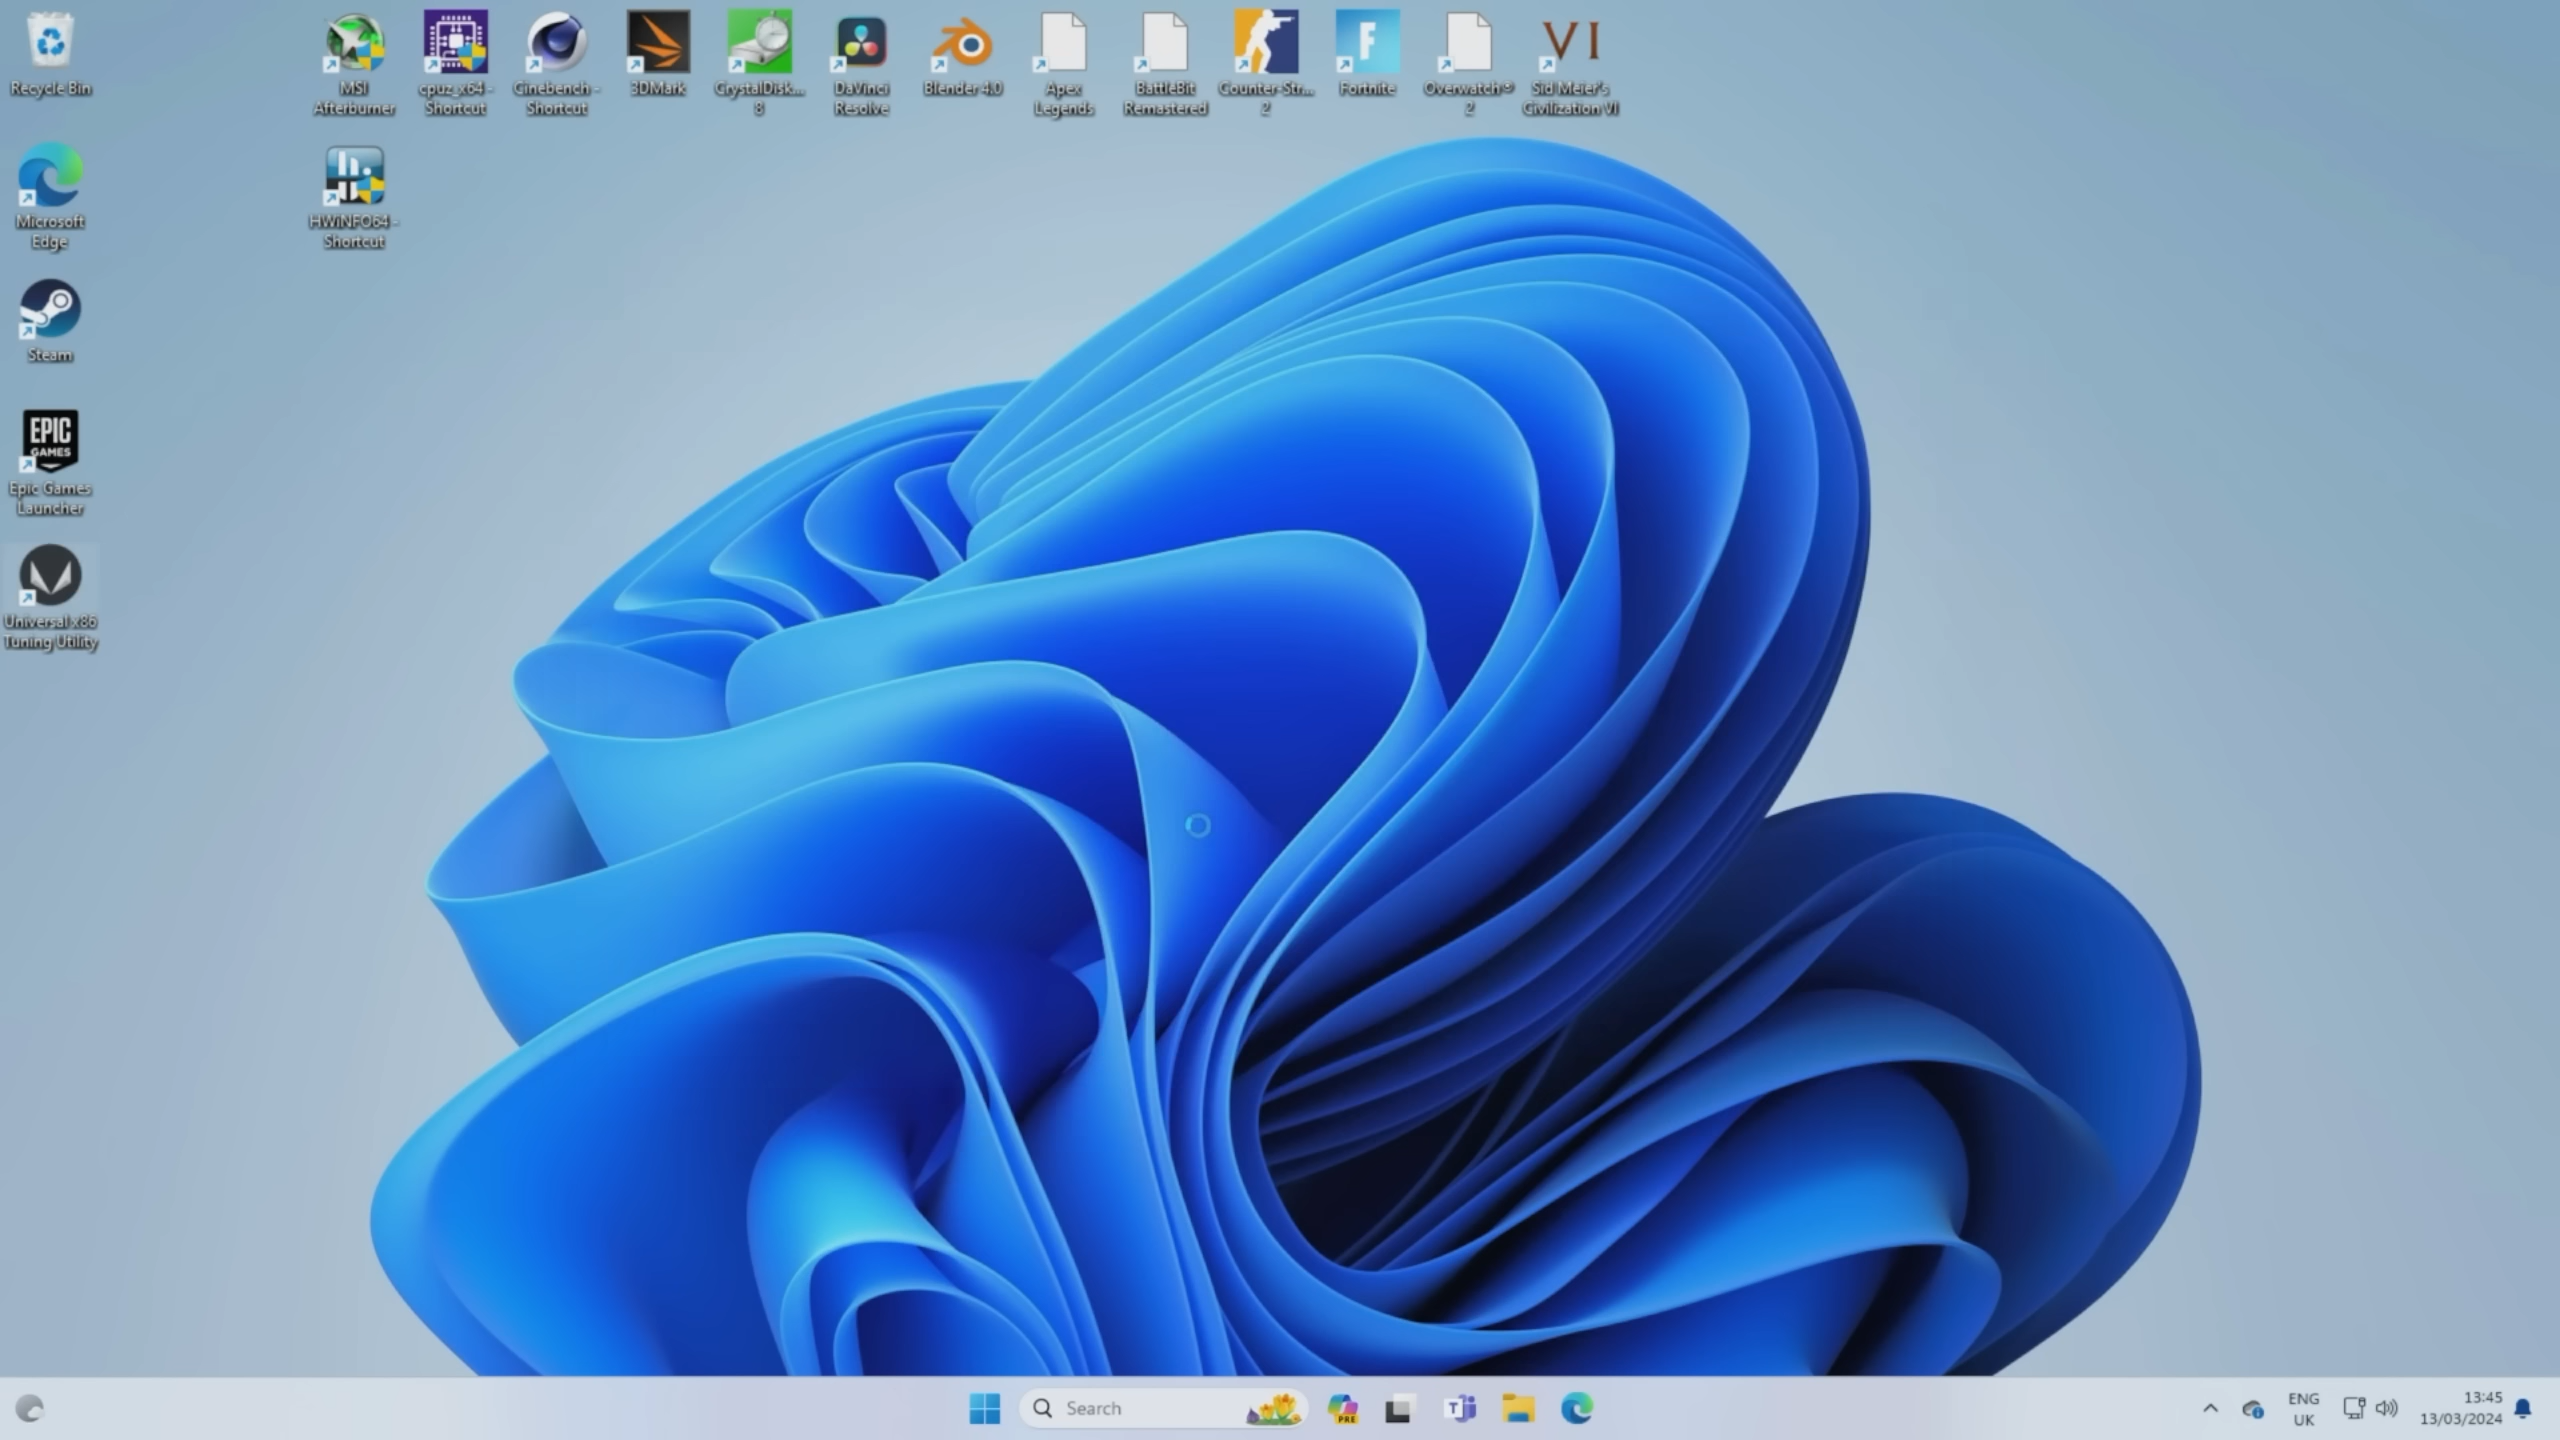 Recycle Bin
MSI
Afterburner
cpuz_x64 -
Shortcut
Cinebench -
Shortcut
3DMark
CrystalDisk...
8
DaVinci
Resolve
Blender 4.0
Apex
Legends
BattleBit
Remastered
Counter-Str...
2
F
Fortnite
Overwatch®
2
VI
Sid Meier's
Civilization VI
Microsoft
Edge
HWiNFO64 -
Shortcut
Steam
EPIC
GAMES
Epic Games
Launcher
Universal x86
Tuning Utility
Search
PRE
T
ENG
UK
13:45
13/03/2024